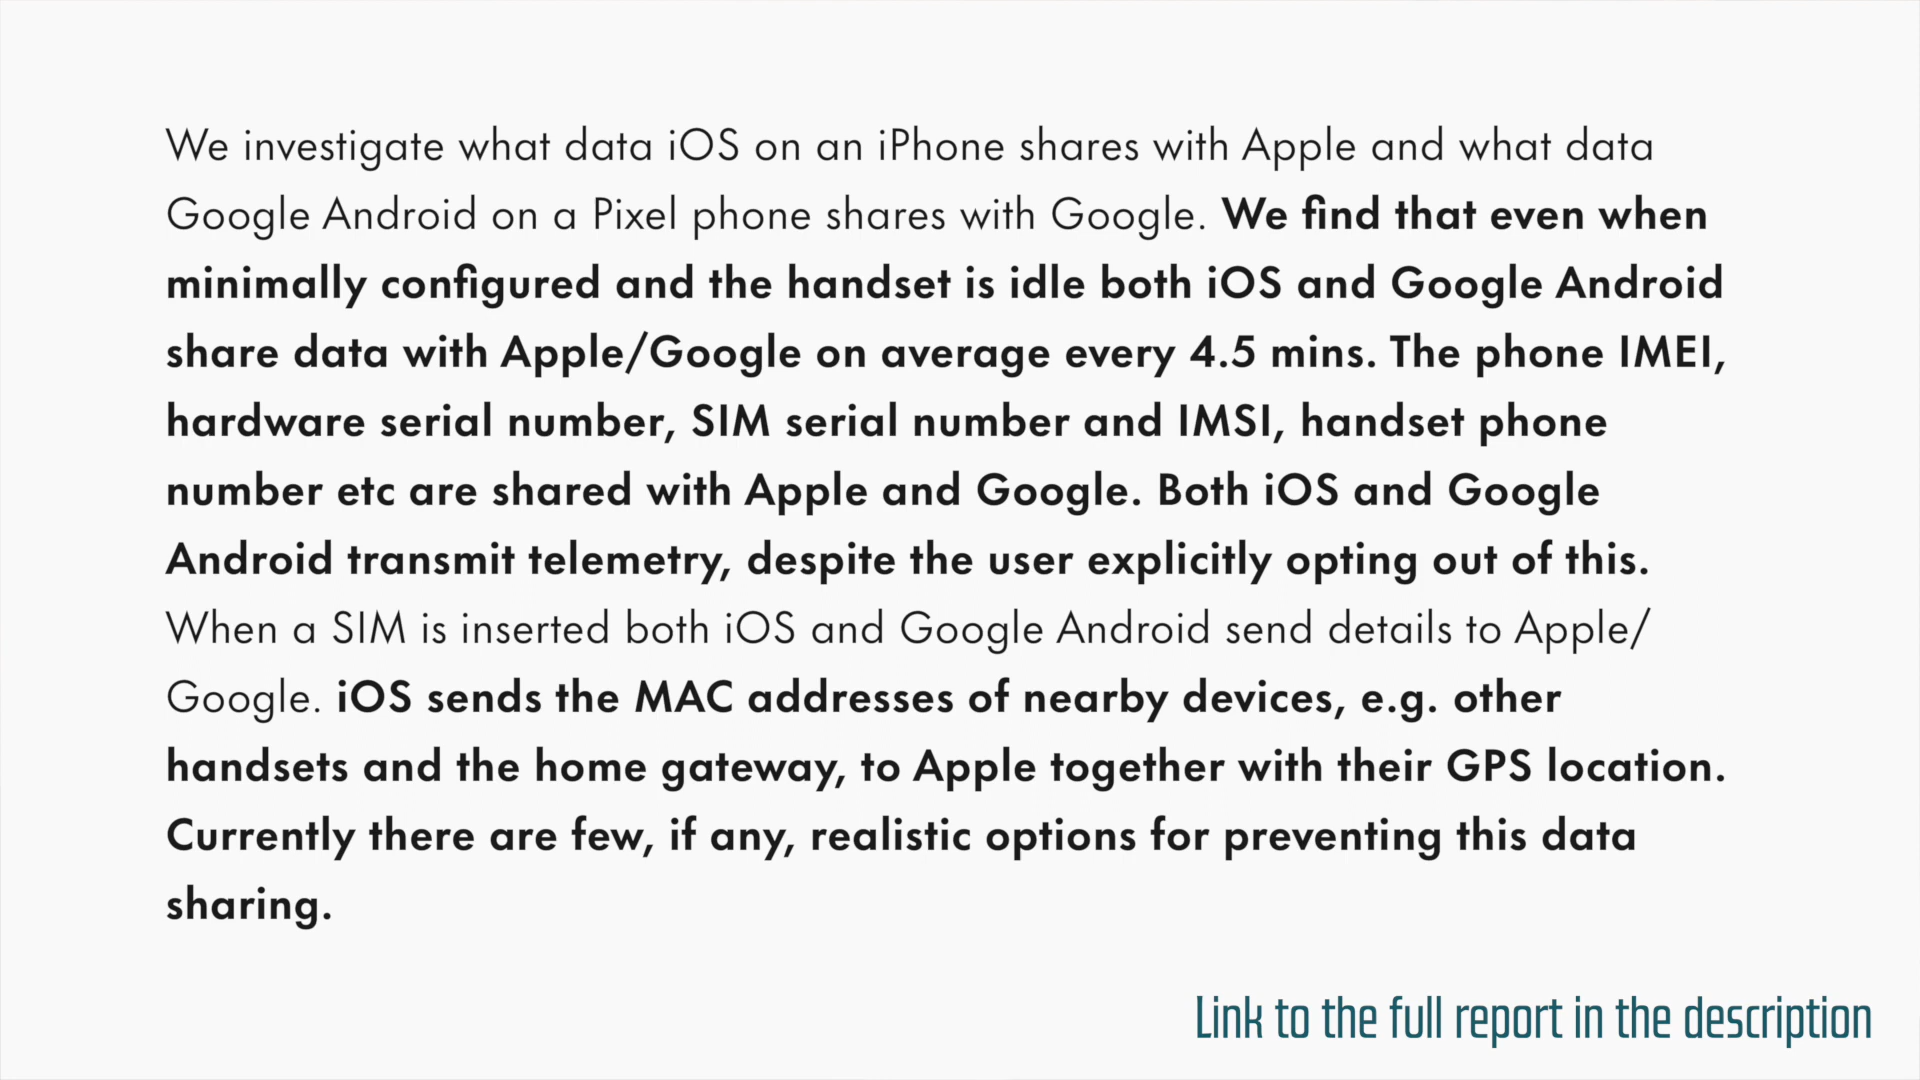 We investigate what data iOS on an iPhone shares with Apple and what data
Google Android on a Pixel phone shares with Google. We find that even when
minimally configured and the handset is idle both iOS and Google Android
share data with Apple/Google on average every 4.5 mins. The phone IMEI,
hardware serial number, SIM serial number and IMSI, handset phone
number etc are shared with Apple and Google. Both iOS and Google
Android transmit telemetry, despite the user explicitly opting out of this.
When a SIM is inserted both iOS and Google Android send details to Apple/
Google. iOS sends the MAC addresses of nearby devices, e.g. other
handsets and the home gateway, to Apple together with their GPS location.
Currently there are few, if any, realistic options for preventing this data
sharing.
Link to the full report in the description